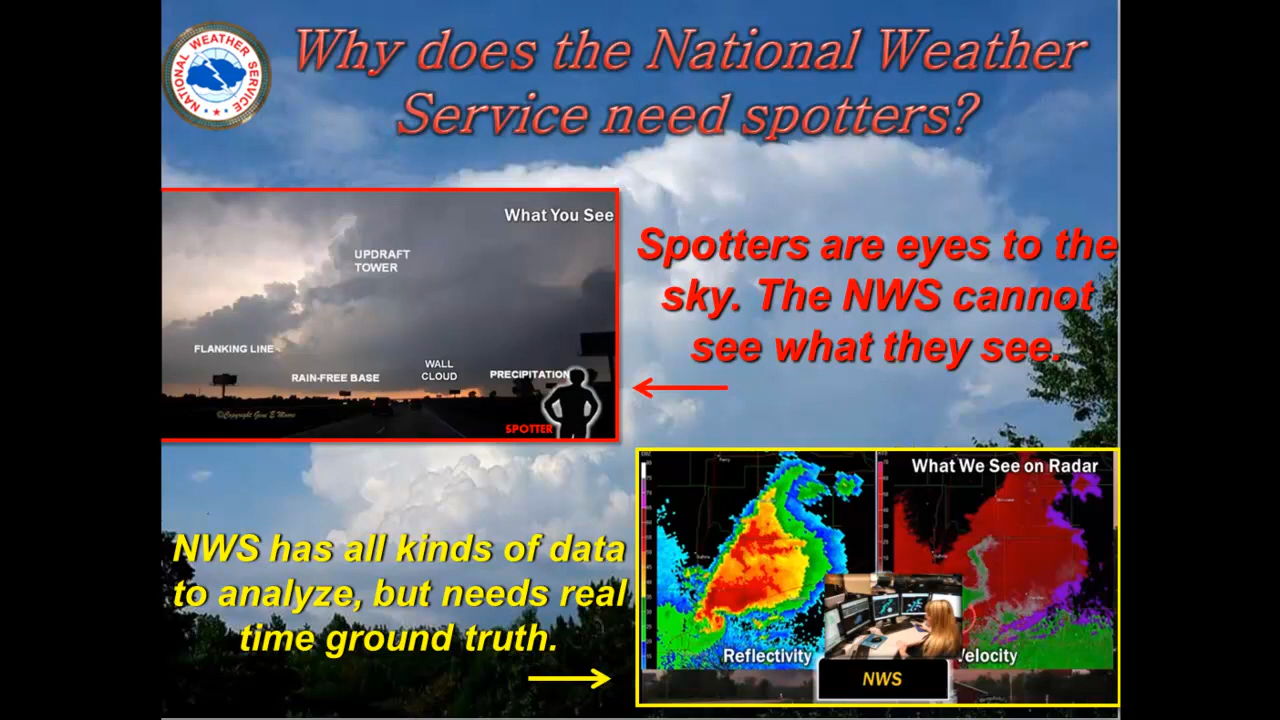 NATIONAL WEATHER SERVICE
Why does the National Weather
Service need spotters?
What You See
UPDRAFT
TOWER
FLANKING LINE
RAIN-FREE BASE
WALL
CLOUD
PRECIPITATION
©Copyright Gene E Moore
SPOTTER
Spotters are eyes to the
sky. The NWS cannot
see what they see.
NWS has all kinds of data
to analyze, but needs real
time ground truth.
What We See on Radar
Reflectivity
Velocity
NWS